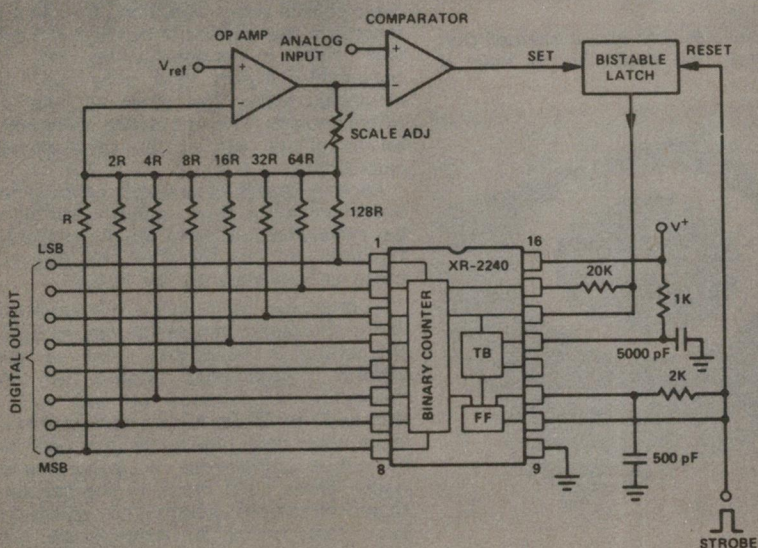 COMPARATOR
OP AMP
ANALOG
INPUT
SET
BISTABLE
LATCH
RESET
Vref
+
−
+
−
SCALE ADJ
R
2R
4R
8R
16R
32R
64R
128R
LSB
DIGITAL OUTPUT
MSB
1
16
XR-2240
BINARY COUNTER
TB
FF
8
9
20K
V+
1K
5000 pF
2K
500 pF
STROBE